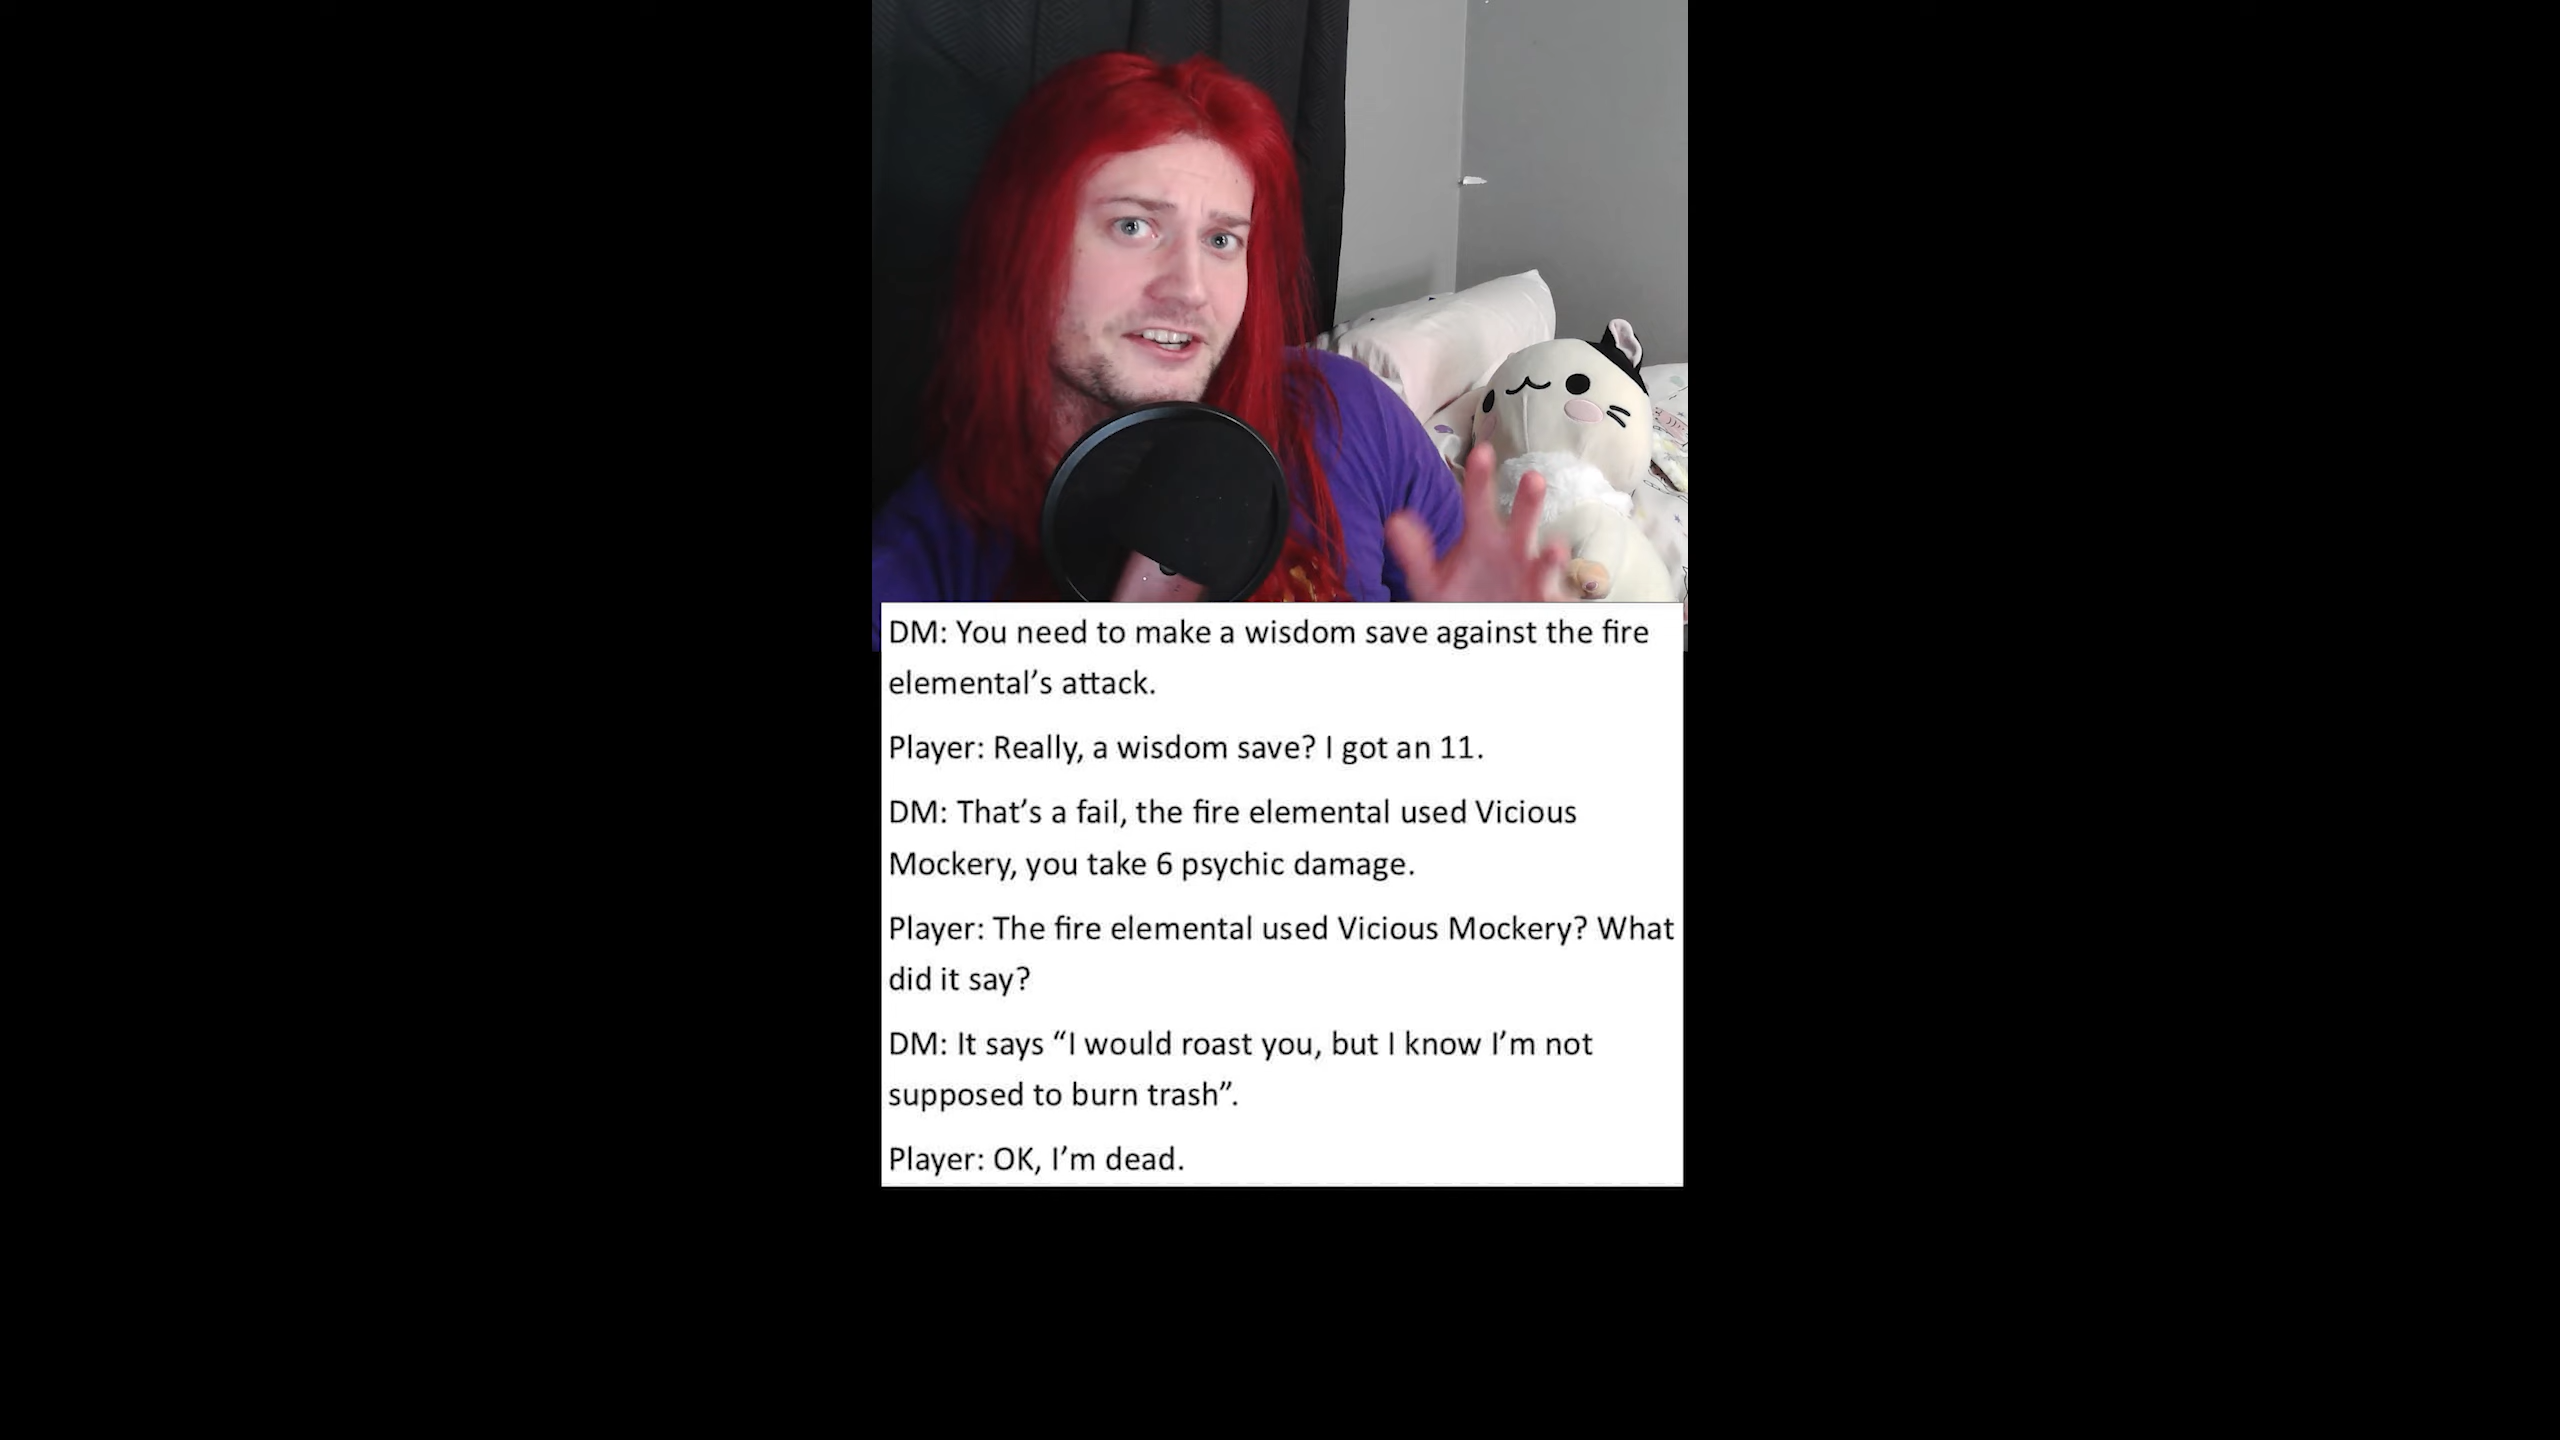 DM: You need to make a wisdom save against the fire
elemental’s attack.
Player: Really, a wisdom save? I got an 11.
DM: That’s a fail, the fire elemental used Vicious
Mockery, you take 6 psychic damage.
Player: The fire elemental used Vicious Mockery? What
did it say?
DM: It says “I would roast you, but I know I’m not
supposed to burn trash”.
Player: OK, I’m dead.